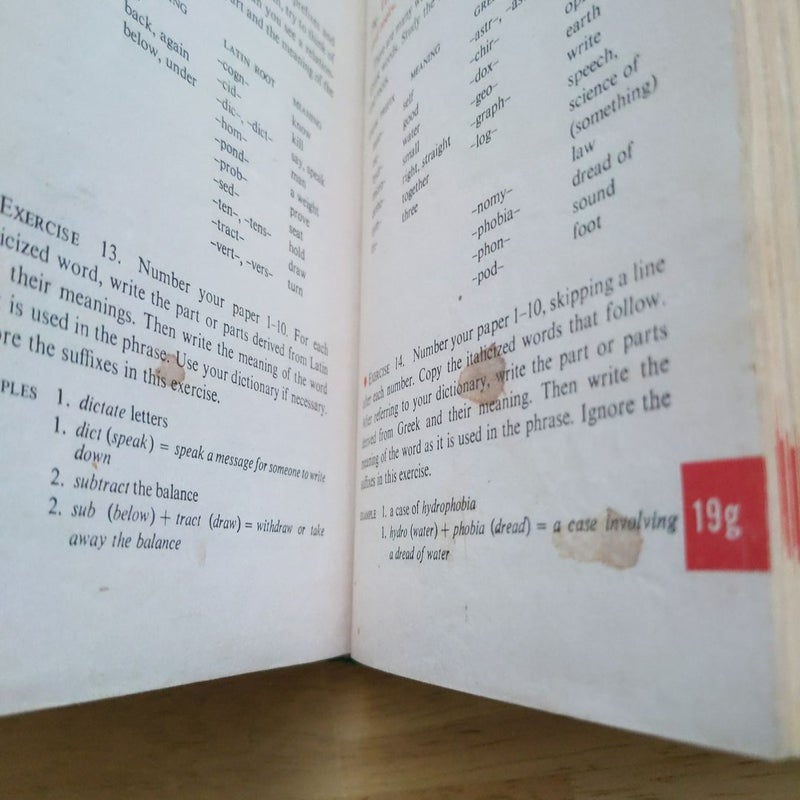 back, again
below, under
LATIN ROOT
MEANING
-cogn- know
-cid- kill
-dic-, -dict- say, speak
-hom- man
-pond- a weight
-prob- prove
-sed- seat
-ten-, -tens- hold
-tract- draw
-vert-, -vers- turn
EXERCISE 13. Number your paper 1-10. For each
icized word, write the part or parts derived from Latin
their meanings. Then write the meaning of the word
is used in the phrase. Use your dictionary if necessary.
ore the suffixes in this exercise.
PLES 1. dictate letters
1. dict (speak) = speak a message for someone to write
down
2. subtract the balance
2. sub (below) + tract (draw) = withdraw or take
away the balance
MEANING
self
good
water
small
right, straight
together
three
-astr-,
-chir-
-dox-
-geo- earth
-graph- write
-log- speech,
science of
(something)
-nomy- law
-phobia- dread of
-phon- sound
-pod- foot
EXERCISE 14. Number your paper 1-10, skipping a line
after each number. Copy the italicized words that follow.
After referring to your dictionary, write the part or parts
derived from Greek and their meaning. Then write the
meaning of the word as it is used in the phrase. Ignore the
suffixes in this exercise.
EXAMPLE 1. a case of hydrophobia
1. hydro (water) + phobia (dread) = a case involving
a dread of water
19g